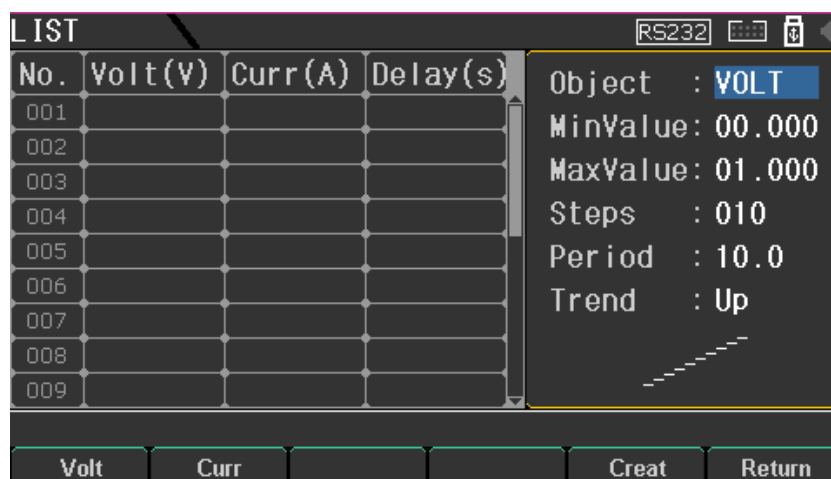 LIST RS232
No. Volt(V) Curr(A) Delay(s)
001
002
003
004
005
006
007
008
009
Object : VOLT
MinValue: 00.000
MaxValue: 01.000
Steps : 010
Period : 10.0
Trend : Up
Volt Curr Creat Return